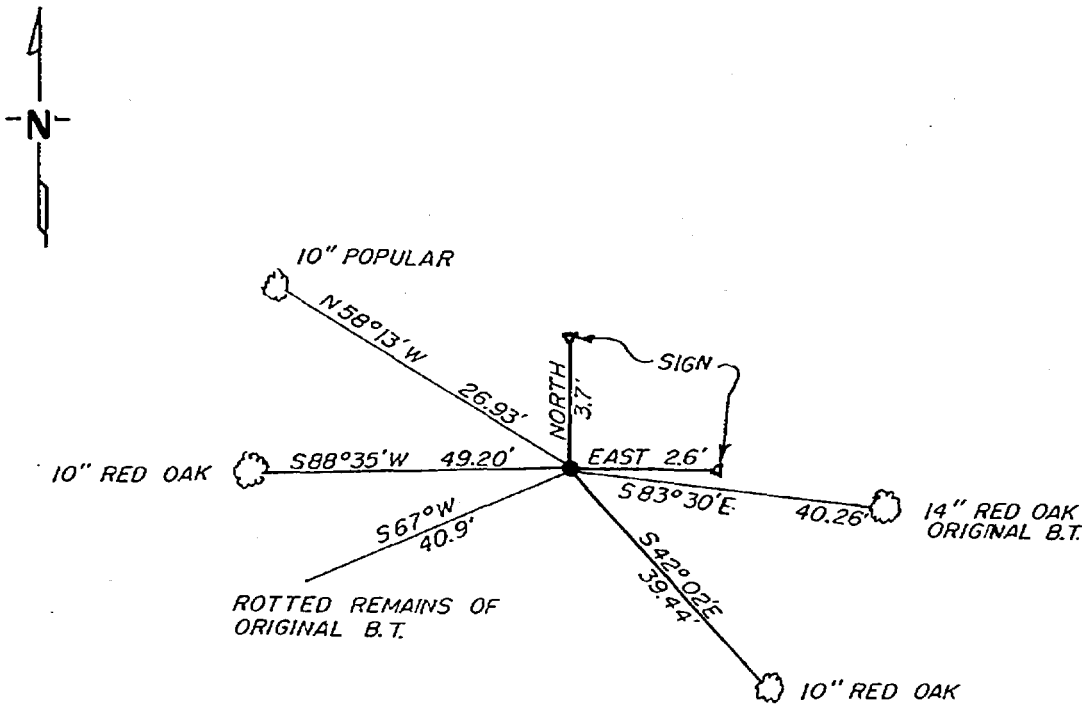 N
10" POPULAR
N58°13'W
26.93'
NORTH
3.7'
SIGN
10" RED OAK
S88°35'W 49.20'
EAST 2.6'
S83°30'E
40.26'
14" RED OAK
ORIGINAL B.T.
S67°W
40.9'
S42°02'E
39.44'
ROTTED REMAINS OF
ORIGINAL B.T.
10" RED OAK